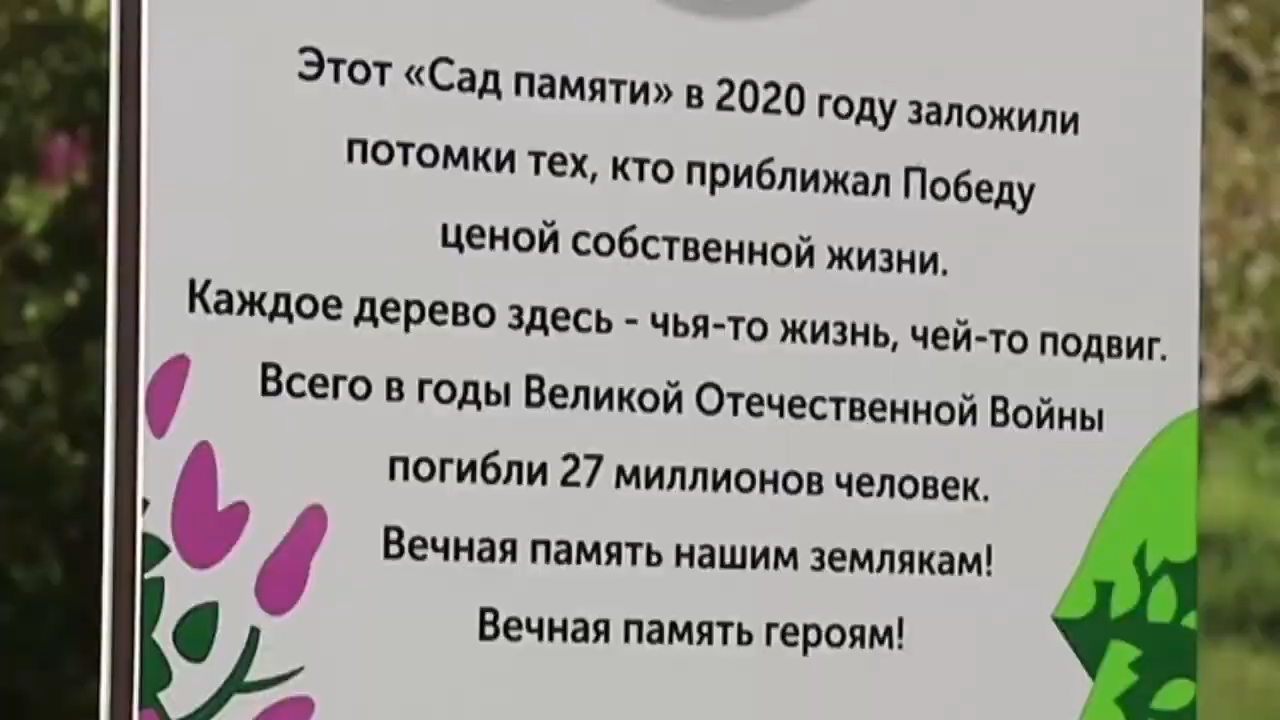 Этот «Сад памяти» в 2020 году заложили
потомки тех, кто приближал Победу
ценой собственной жизни.
Каждое дерево здесь - чья-то жизнь, чей-то подвиг.
Всего в годы Великой Отечественной Войны
погибли 27 миллионов человек.
Вечная память нашим землякам!
Вечная память героям!